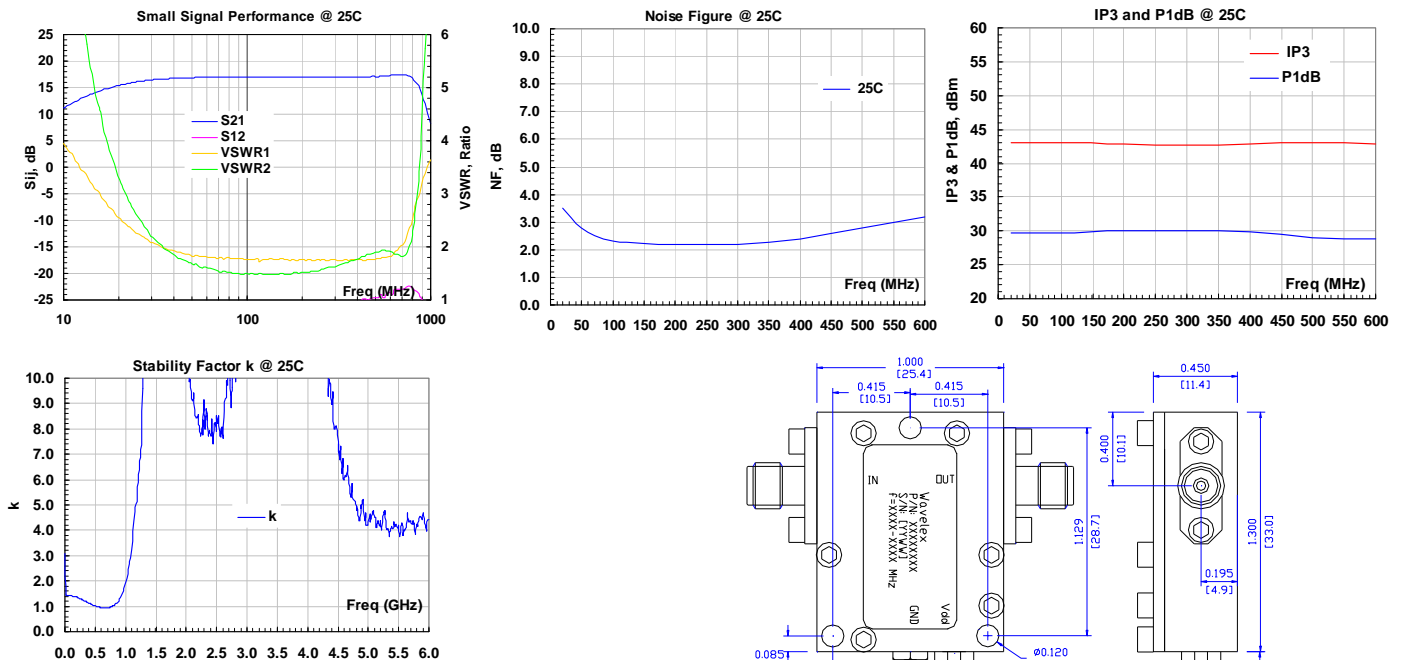 Small Signal Performance @ 25C
25
20
15
10
5
0
-5
-10
-15
-20
-25
Sij, dB
6
5
4
3
2
1
VSWR, Ratio
S21
S12
VSWR1
VSWR2
Freq (MHz)
10 100 1000
Noise Figure @ 25C
10.0
9.0
8.0
7.0
6.0
5.0
4.0
3.0
2.0
1.0
0.0
NF, dB
25C
Freq (MHz)
0 50 100 150 200 250 300 350 400 450 500 550 600
IP3 and P1dB @ 25C
60
55
50
45
40
35
30
25
20
IP3 & P1dB, dBm
IP3
P1dB
Freq (MHz)
0 50 100 150 200 250 300 350 400 450 500 550 600
Stability Factor k @ 25C
10.0
9.0
8.0
7.0
6.0
5.0
4.0
3.0
2.0
1.0
0.0
k
k
Freq (GHz)
0.0 0.5 1.0 1.5 2.0 2.5 3.0 3.5 4.0 4.5 5.0 5.5 6.0
1.000
[25.4]
0.415
[10.5]
0.415
[10.5]
IN
OUT
Wavelex
P/N: XXXXXXXX
S/N: [YYWW]
f=XXXX-XXXX MHz
GND
Vdd
1.129
[28.7]
0.085
Ø0.120
0.450
[11.4]
0.400
[10.1]
1.300
[33.0]
0.195
[4.9]